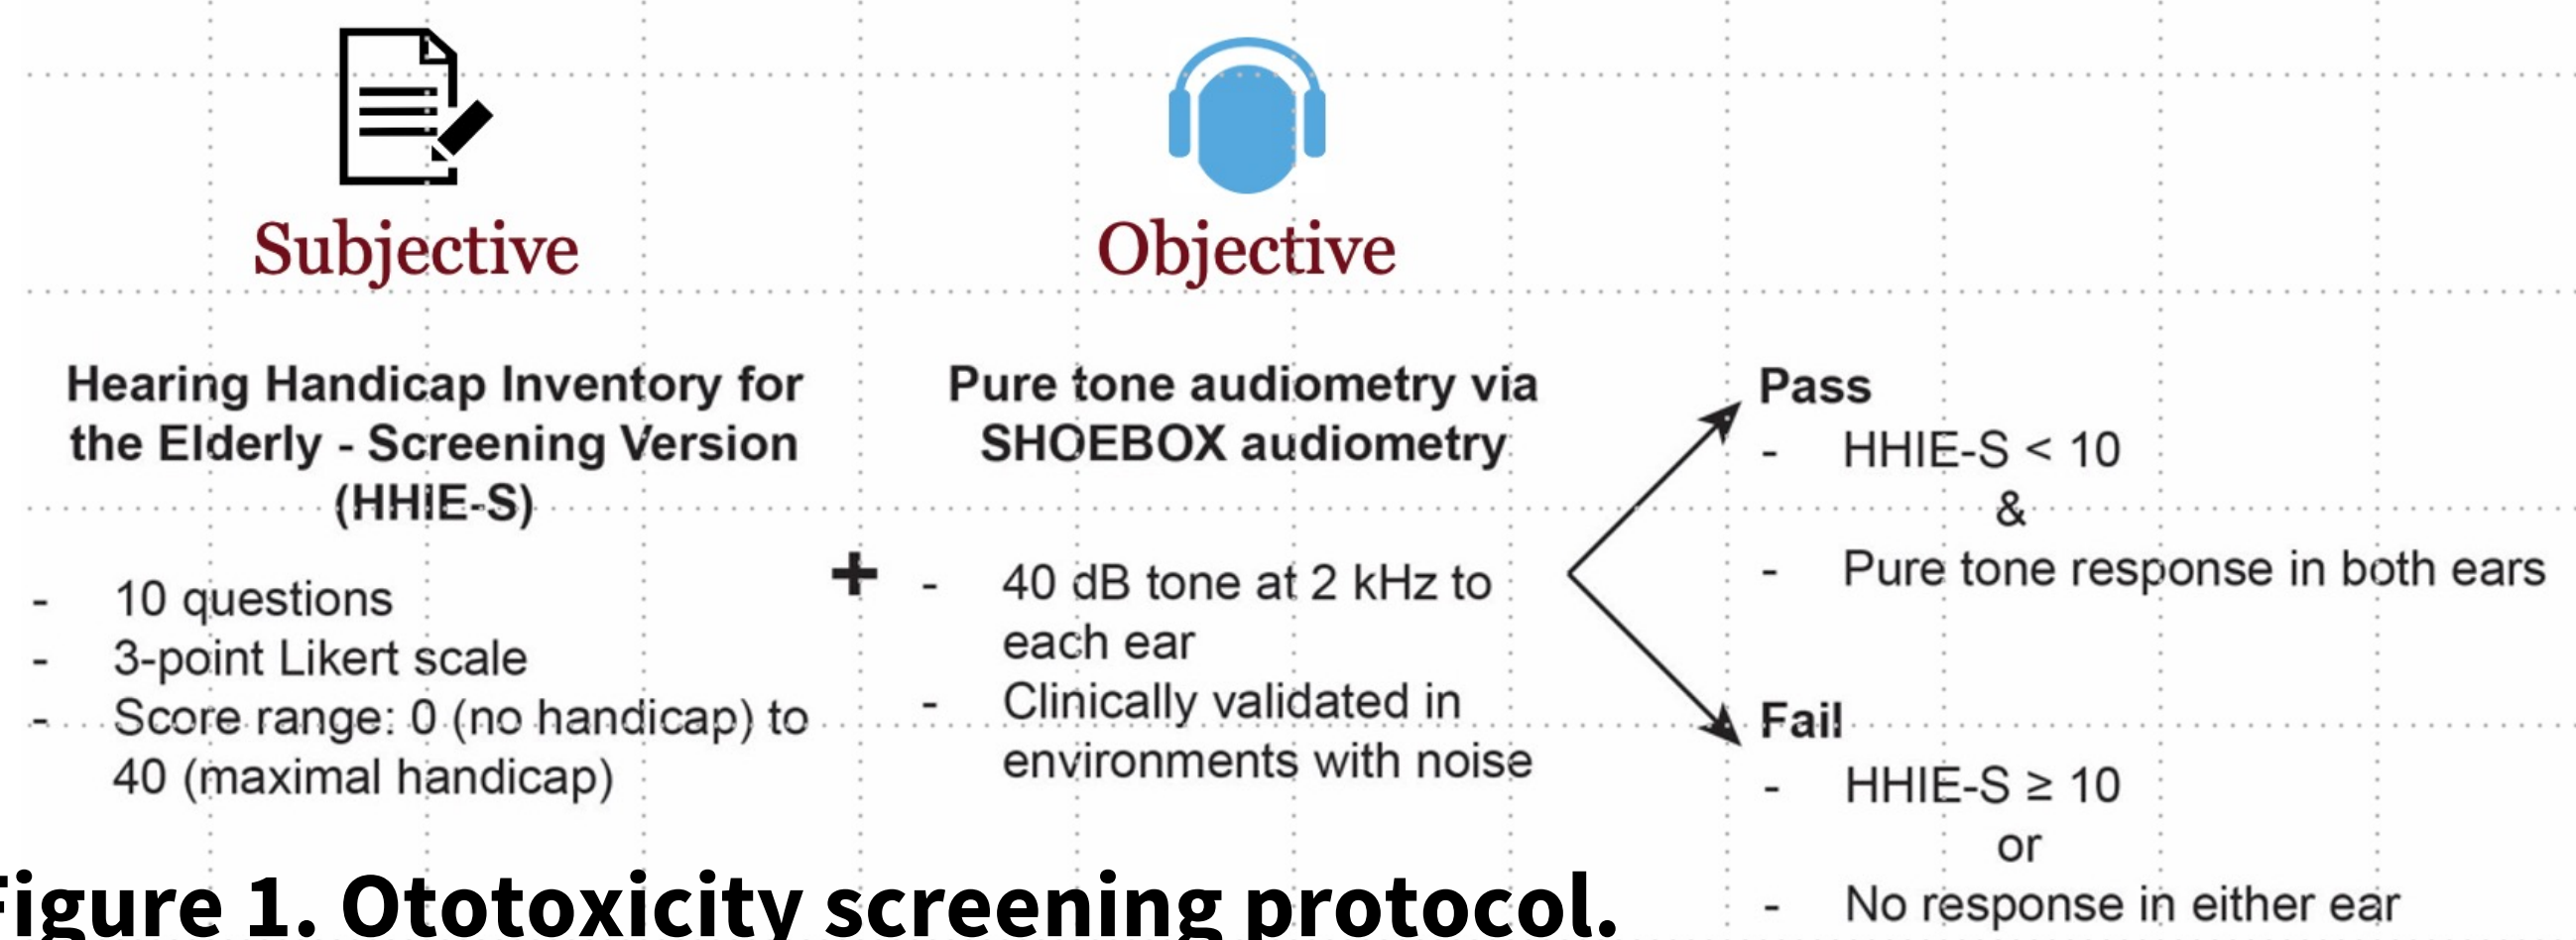 Subjective
Hearing Handicap Inventory for
the Elderly - Screening Version
(HHIE-S)
- 10 questions
- 3-point Likert scale
- Score range: 0 (no handicap) to
40 (maximal handicap)
+
Objective
Pure tone audiometry via
SHOEBOX audiometry
- 40 dB tone at 2 kHz to
each ear
- Clinically validated in
environments with noise
Pass
- HHIE-S < 10
&
- Pure tone response in both ears
Fail
- HHIE-S ≥ 10
or
- No response in either ear
Figure 1. Ototoxicity screening protocol.